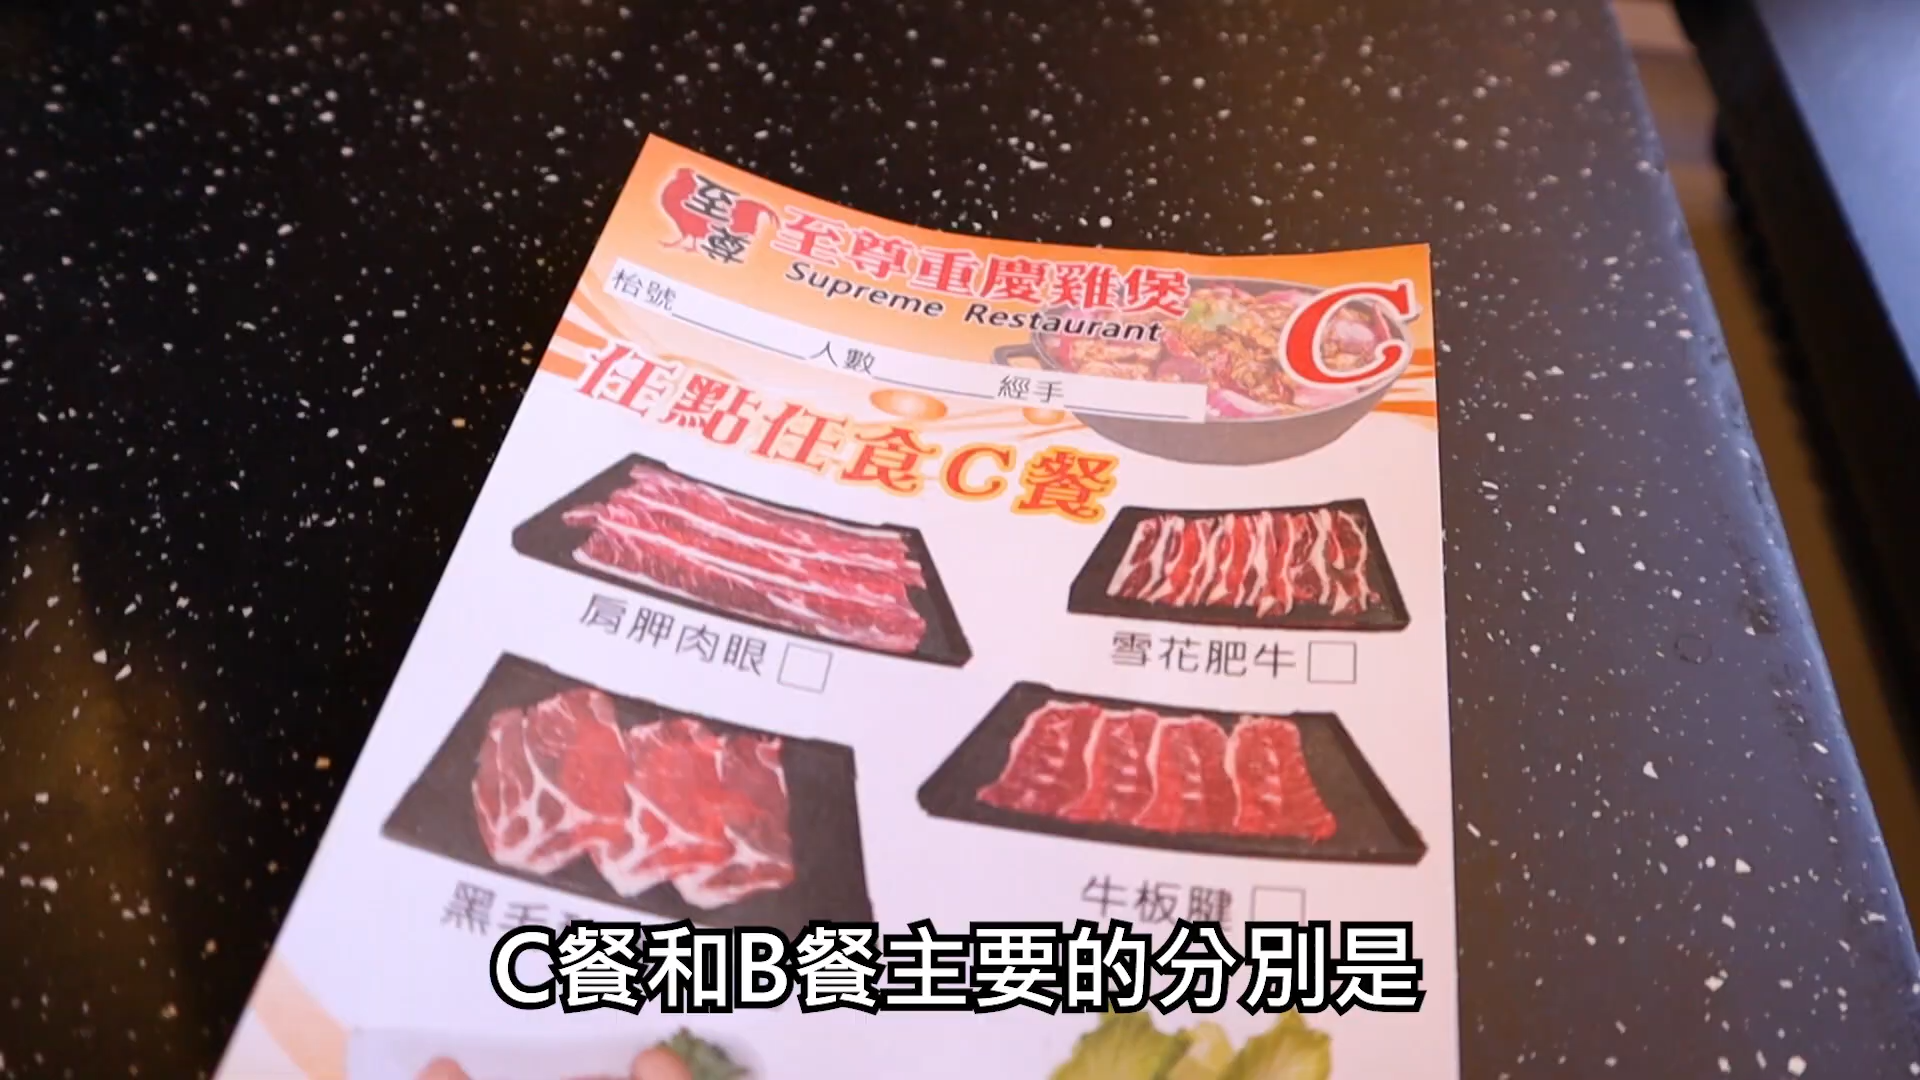 至尊
至尊重慶雞煲
Supreme Restaurant
C
枱號 人數 經手
任點任食C餐
肩胛肉眼
雪花肥牛
黑毛
牛板腱
C餐和B餐主要的分別是